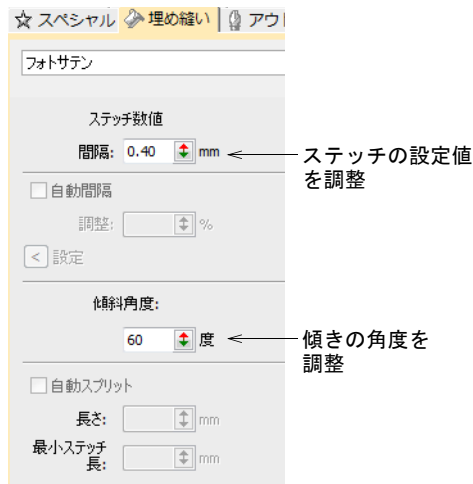 スペシャル 埋め縫い アウ
フォトサテン
ステッチ数値
間隔: 0.40 mm
ステッチの設定値
を調整
自動間隔
調整: %
< 設定
傾斜角度:
60 度
傾きの角度を
調整
自動スプリット
長さ: mm
最小ステッチ
長: mm